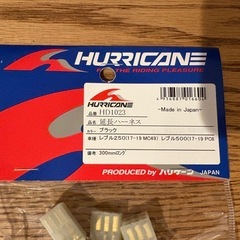 HURRICANE
FOR THE RIDING PLEASURE
HURRICANE
品番 HD1023
-Made in Japan-
品名 延長ハーネス
カラー ブラック
車種 レブル250(17-19 MC49) レブル500(17-19 PC6
備考 300mmロング
PRODUCED by ハリケーン JAPAN